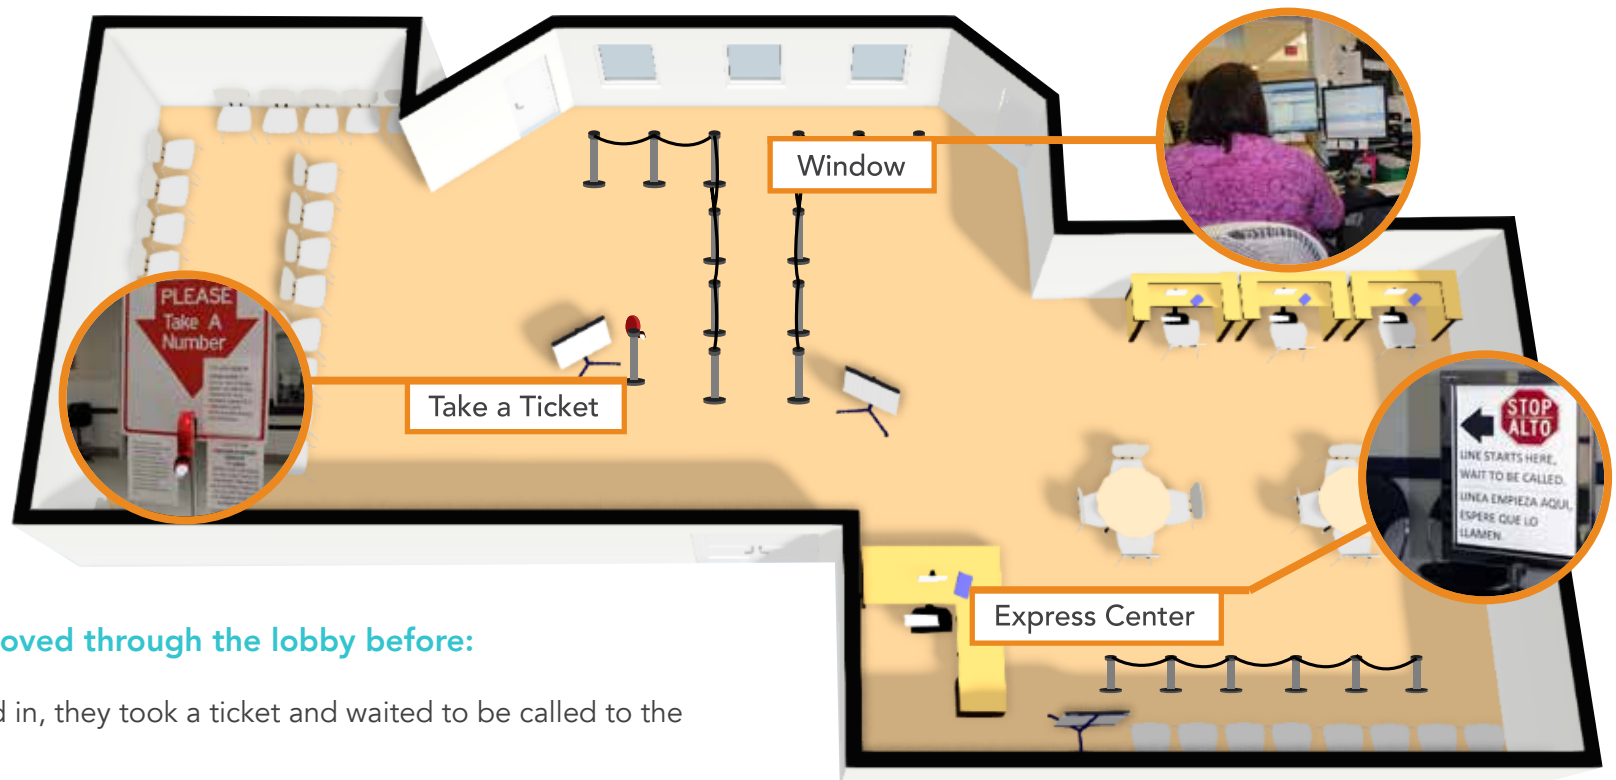 Window
PLEASE
Take A
Number
Take a Ticket
STOP
ALTO
LINE STARTS HERE,
WAIT TO BE CALLED.
LINEA EMPIEZA AQUI,
ESPERE QUE LO
LLAMEN.
Express Center
oved through the lobby before:
d in, they took a ticket and waited to be called to the